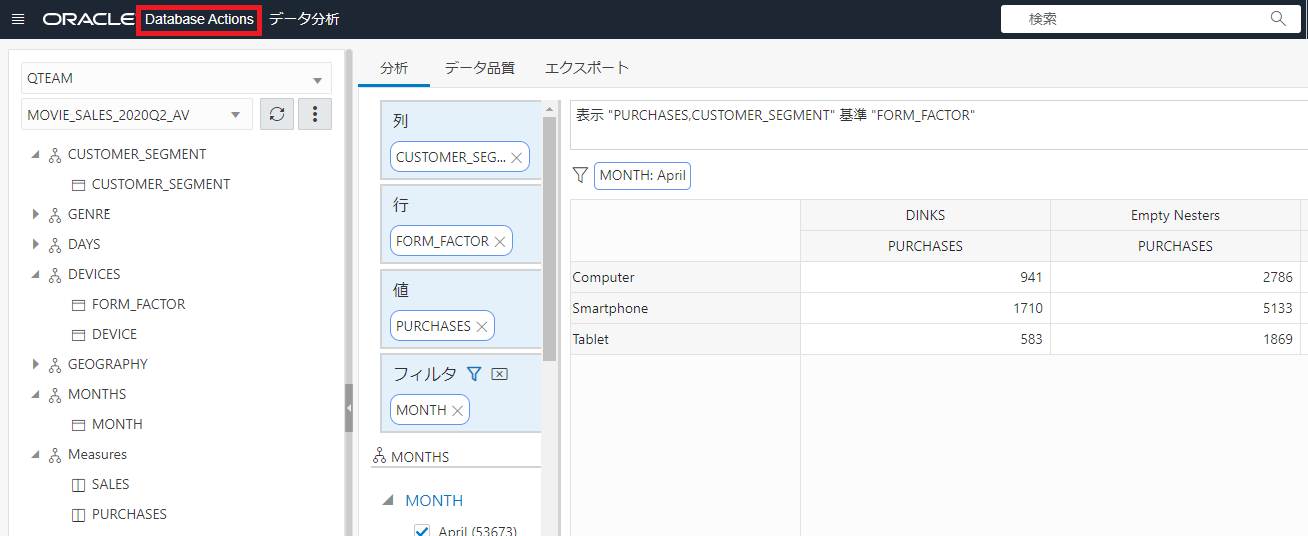 ORACLE Database Actions データ分析 検索
QTEAM
MOVIE_SALES_2020Q2_AV
CUSTOMER_SEGMENT
CUSTOMER_SEGMENT
GENRE
DAYS
DEVICES
FORM_FACTOR
DEVICE
GEOGRAPHY
MONTHS
MONTH
Measures
SALES
PURCHASES
分析 データ品質 エクスポート
列
CUSTOMER_SEG...
行
FORM_FACTOR
値
PURCHASES
フィルタ
MONTH
MONTHS
MONTH
April (53673)
表示 "PURCHASES,CUSTOMER_SEGMENT" 基準 "FORM_FACTOR"
MONTH: April
DINKS Empty Nesters
PURCHASES PURCHASES
Computer 941 2786
Smartphone 1710 5133
Tablet 583 1869